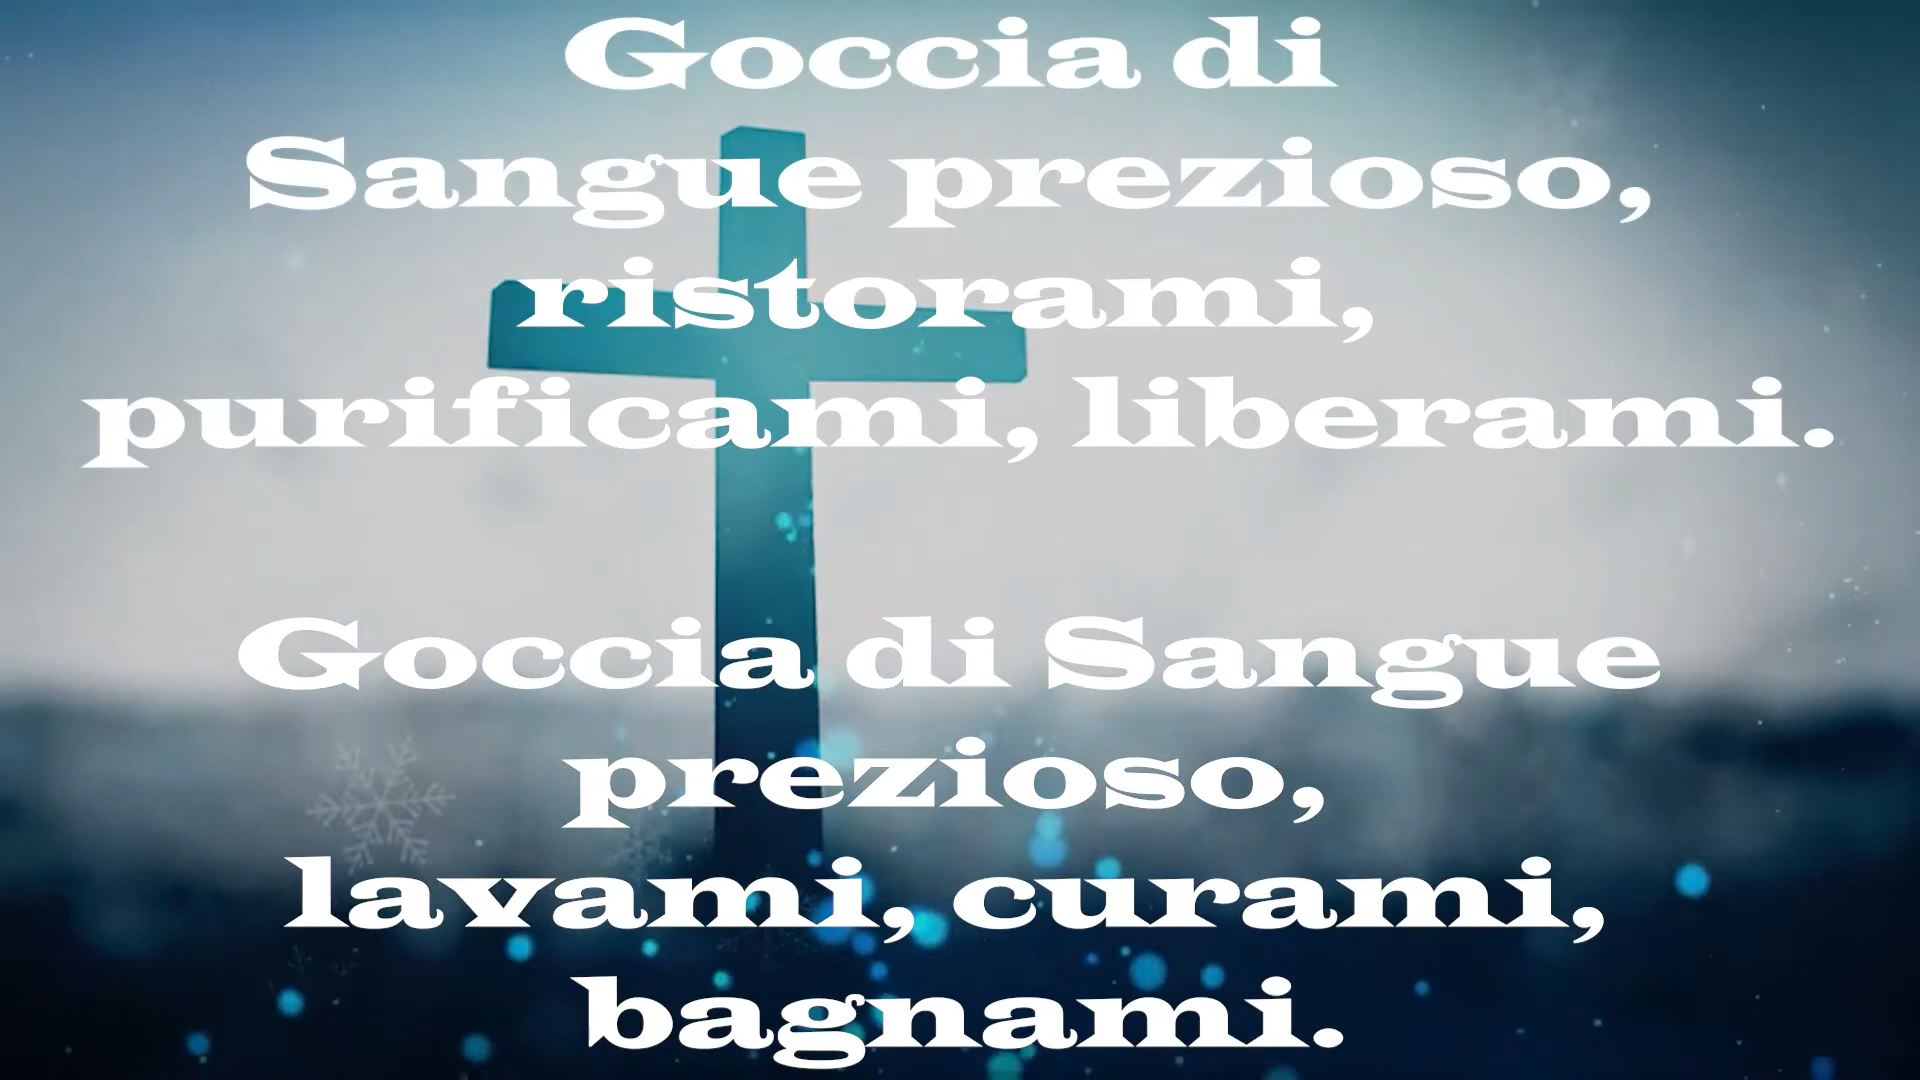 Goccia di
Sangue prezioso,
ristorami,
purificami, liberami.
Goccia di Sangue
prezioso,
lavami, curami,
bagnami.